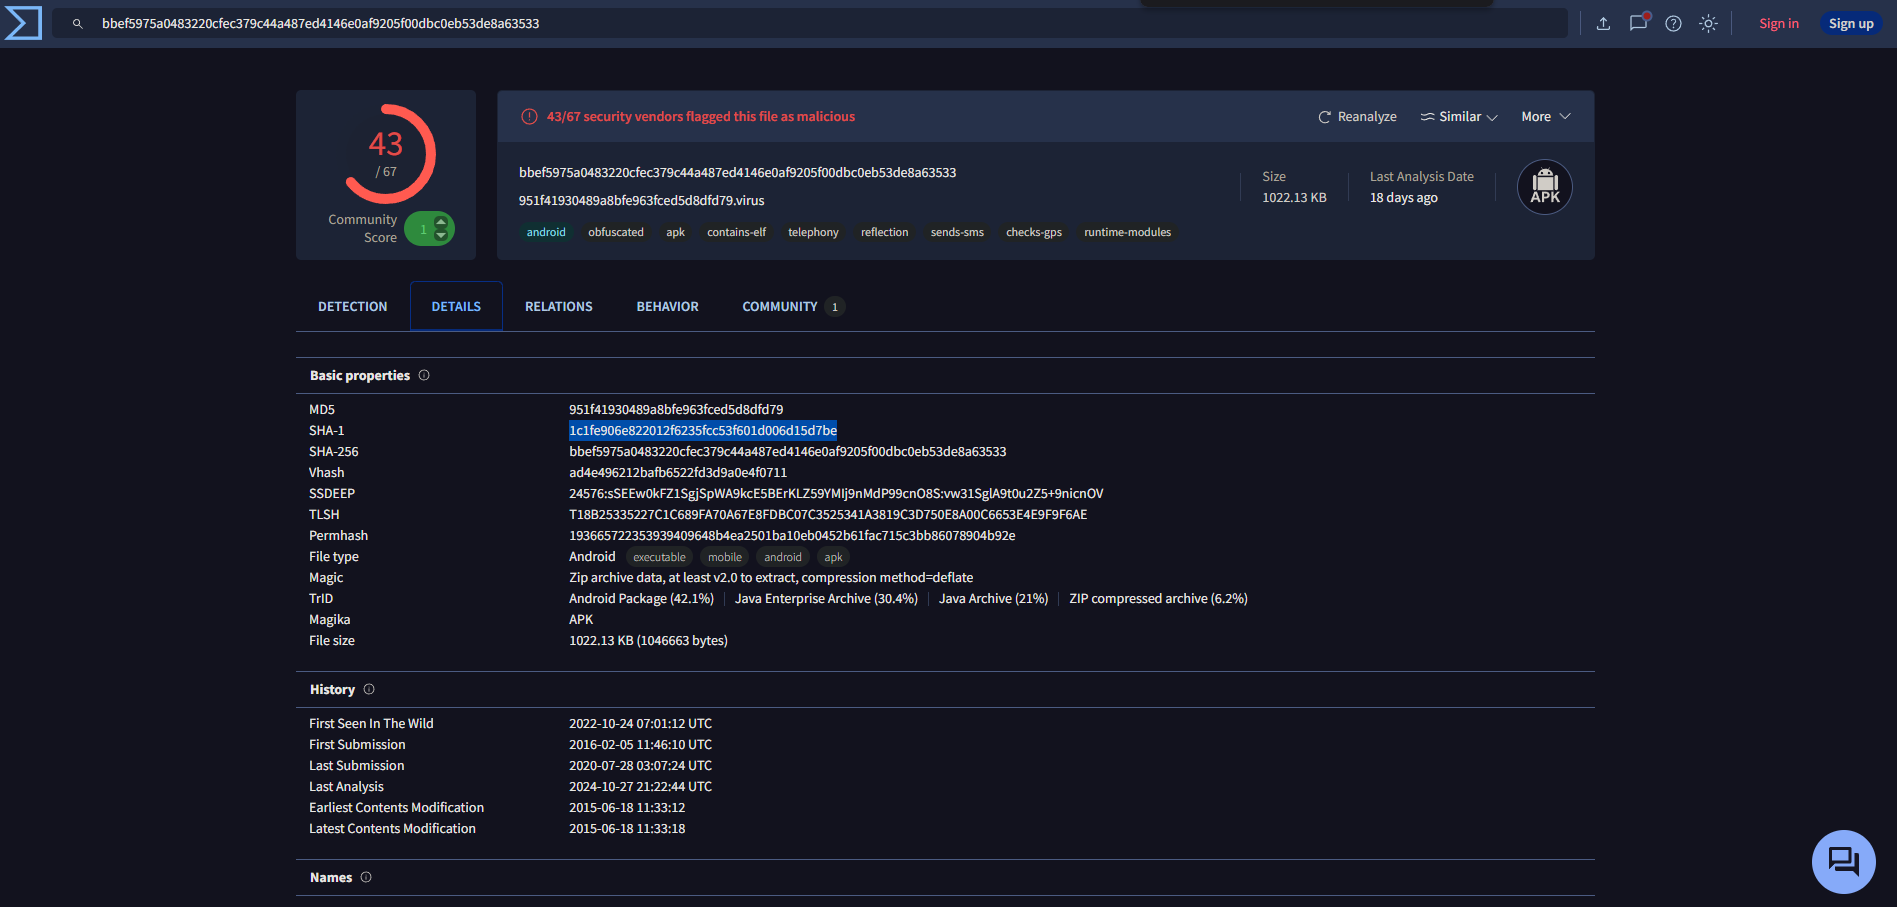 bbef5975a0483220cfec379c44a487ed4146e0af9205f00dbc0eb53de8a63533
Sign in
Sign up
43
/ 67
Community
Score
1
43/67 security vendors flagged this file as malicious
Reanalyze
Similar
More
bbef5975a0483220cfec379c44a487ed4146e0af9205f00dbc0eb53de8a63533
951f41930489a8bfe963fced5d8dfd79.virus
Size
1022.13 KB
Last Analysis Date
18 days ago
APK
android obfuscated apk contains-elf telephony reflection sends-sms checks-gps runtime-modules
DETECTION DETAILS RELATIONS BEHAVIOR COMMUNITY 1
Basic properties
MD5 951f41930489a8bfe963fced5d8dfd79
SHA-1 1c1fe906e822012f6235fcc53f601d006d15d7be
SHA-256 bbef5975a0483220cfec379c44a487ed4146e0af9205f00dbc0eb53de8a63533
Vhash ad4e496212bafb6522fd3d9a0e4f0711
SSDEEP 24576:sSEEw0kFZ1SgjSpWA9kcE5BErKLZ59YMIj9nMdP99cnO8S:vw31SglA9t0u2Z5+9nicnOV
TLSH T18B25335227C1C689FA70A67E8FDBC07C3525341A3819C3D750E8A00C6653E4E9F9F6AE
Permhash 193665722353939409648b4ea2501ba10eb0452b61fac715c3bb86078904b92e
File type Android executable mobile android apk
Magic Zip archive data, at least v2.0 to extract, compression method=deflate
TrID Android Package (42.1%) Java Enterprise Archive (30.4%) Java Archive (21%) ZIP compressed archive (6.2%)
Magika APK
File size 1022.13 KB (1046663 bytes)
History
First Seen In The Wild 2022-10-24 07:01:12 UTC
First Submission 2016-02-05 11:46:10 UTC
Last Submission 2020-07-28 03:07:24 UTC
Last Analysis 2024-10-27 21:22:44 UTC
Earliest Contents Modification 2015-06-18 11:33:12
Latest Contents Modification 2015-06-18 11:33:18
Names